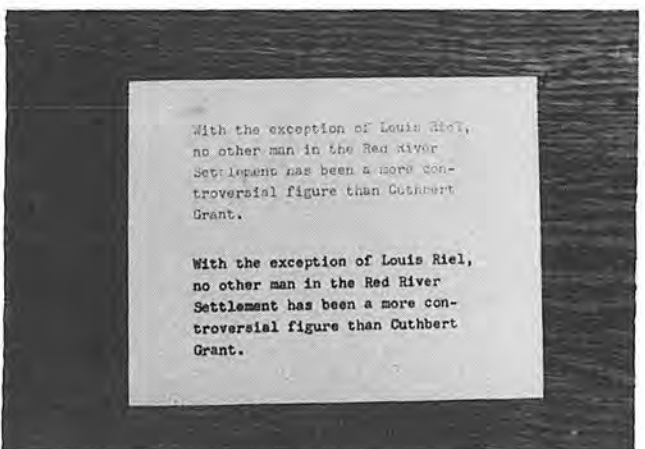 With the exception of Louis Riel,
no other man in the Red River
Settlement has been a more con-
troversial figure than Cuthbert
Grant.
With the exception of Louis Riel,
no other man in the Red River
Settlement has been a more con-
troversial figure than Cuthbert
Grant.